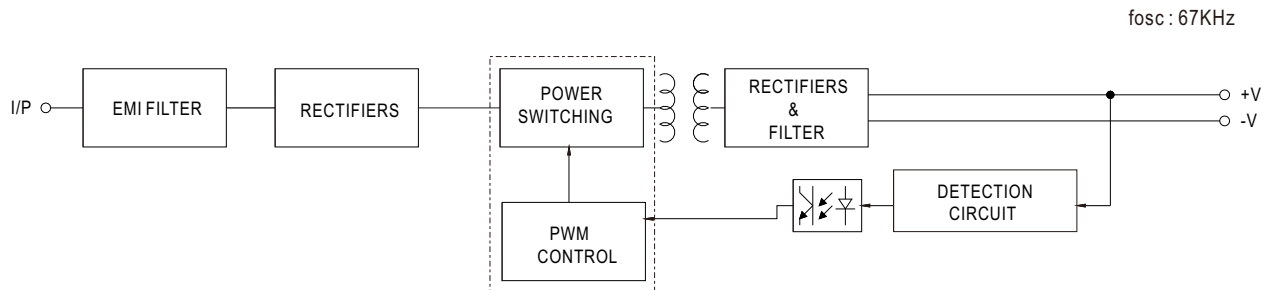 fosc : 67KHz
I/P
EMI FILTER
RECTIFIERS
POWER
SWITCHING
RECTIFIERS
&
FILTER
+V
-V
DETECTION
CIRCUIT
PWM
CONTROL